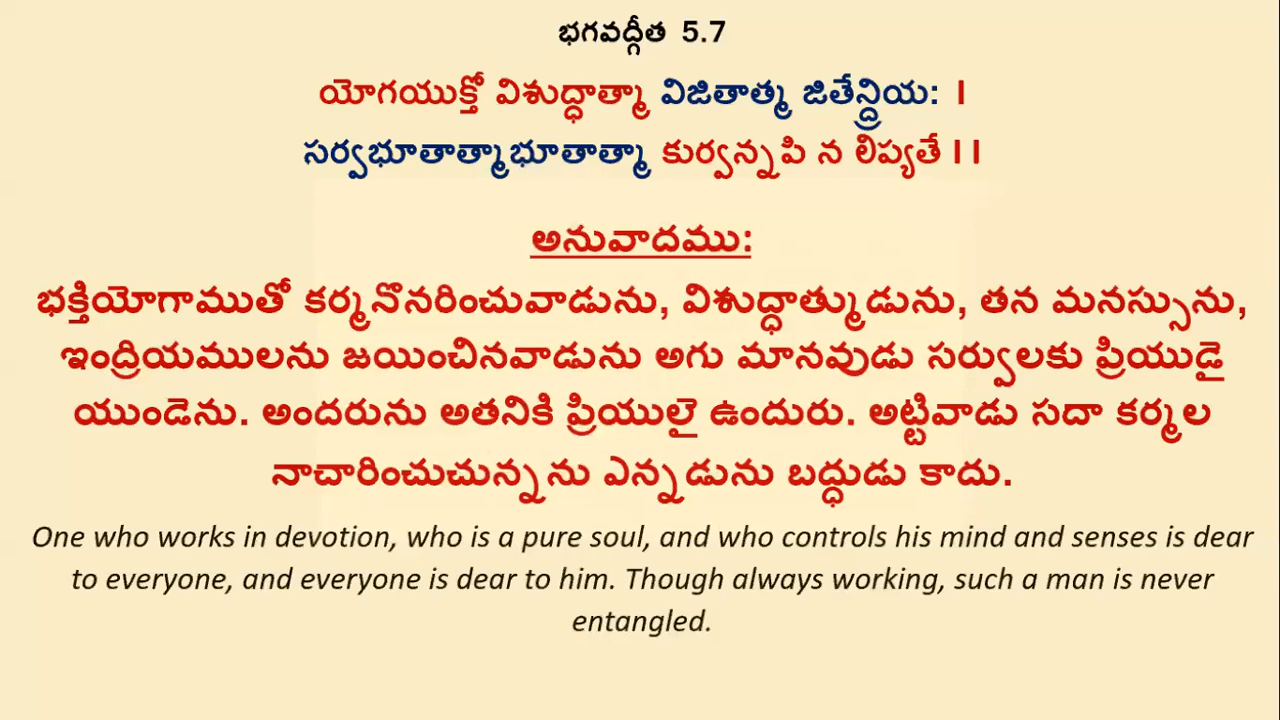 భగవద్గీత 5.7
యోగయుక్తో విశుద్ధాత్మా విజితాత్మ జితేన్ద్రియ: ।
సర్వభూతాత్మాభూతాత్మా కుర్వన్నపి న లిప్యతే ।।
అనువాదము:
భక్తియోగాముతో కర్మనొనరించువాడును, విశుద్ధాత్ముడును, తన మనస్సును,
ఇంద్రియములను జయించినవాడును అగు మానవుడు సర్వులకు ప్రియుడై
యుండెను. అందరును అతనికి ప్రియులై ఉందురు. అట్టివాడు సదా కర్మల
నాచారించుచున్నను ఎన్నడును బద్ధుడు కాదు.
One who works in devotion, who is a pure soul, and who controls his mind and senses is dear
to everyone, and everyone is dear to him. Though always working, such a man is never
entangled.